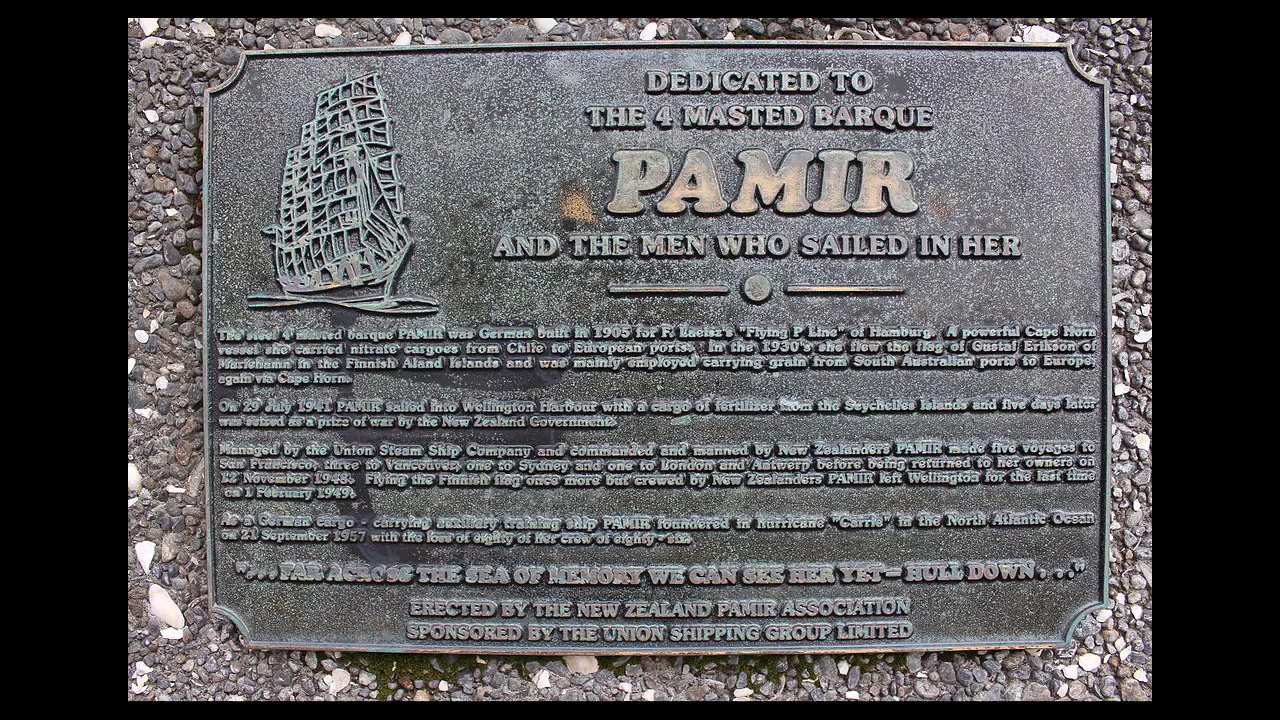 DEDICATED TO
THE 4 MASTED BARQUE
PAMIR
AND THE MEN WHO SAILED IN HER
The steel 4 masted barque PAMIR was German built in 1905 for F. Laeisz's "Flying P Line" of Hamburg. A powerful Cape Horn
vessel she carried nitrate cargoes from Chile to European ports. In the 1930's she flew the flag of Gustaf Erikson of
Mariehamn in the Finnish Aland Islands and was mainly employed carrying grain from South Australian ports to Europe,
again via Cape Horn.
On 29 July 1941 PAMIR sailed into Wellington Harbour with a cargo of fertilizer from the Seychelles Islands and five days later
was seized as a prize of war by the New Zealand Government.
Managed by the Union Steam Ship Company and commanded and manned by New Zealanders PAMIR made five voyages to
San Francisco, three to Vancouver, one to Sydney and one to London and Antwerp before being returned to her owners on
12 November 1948. Flying the Finnish flag once more but crewed by New Zealanders PAMIR left Wellington for the last time
on 1 Febuary 1949.
As a German cargo - carrying auxiliary training ship PAMIR foundered in hurricane "Carrie" in the North Atlantic Ocean
on 21 September 1957 with the loss of eighty of her crew of eighty - six.
"... FAR ACROSS THE SEA OF MEMORY WE CAN SEE HER YET — HULL DOWN ...."
ERECTED BY THE NEW ZEALAND PAMIR ASSOCIATION
SPONSORED BY THE UNION SHIPPING GROUP LIMITED